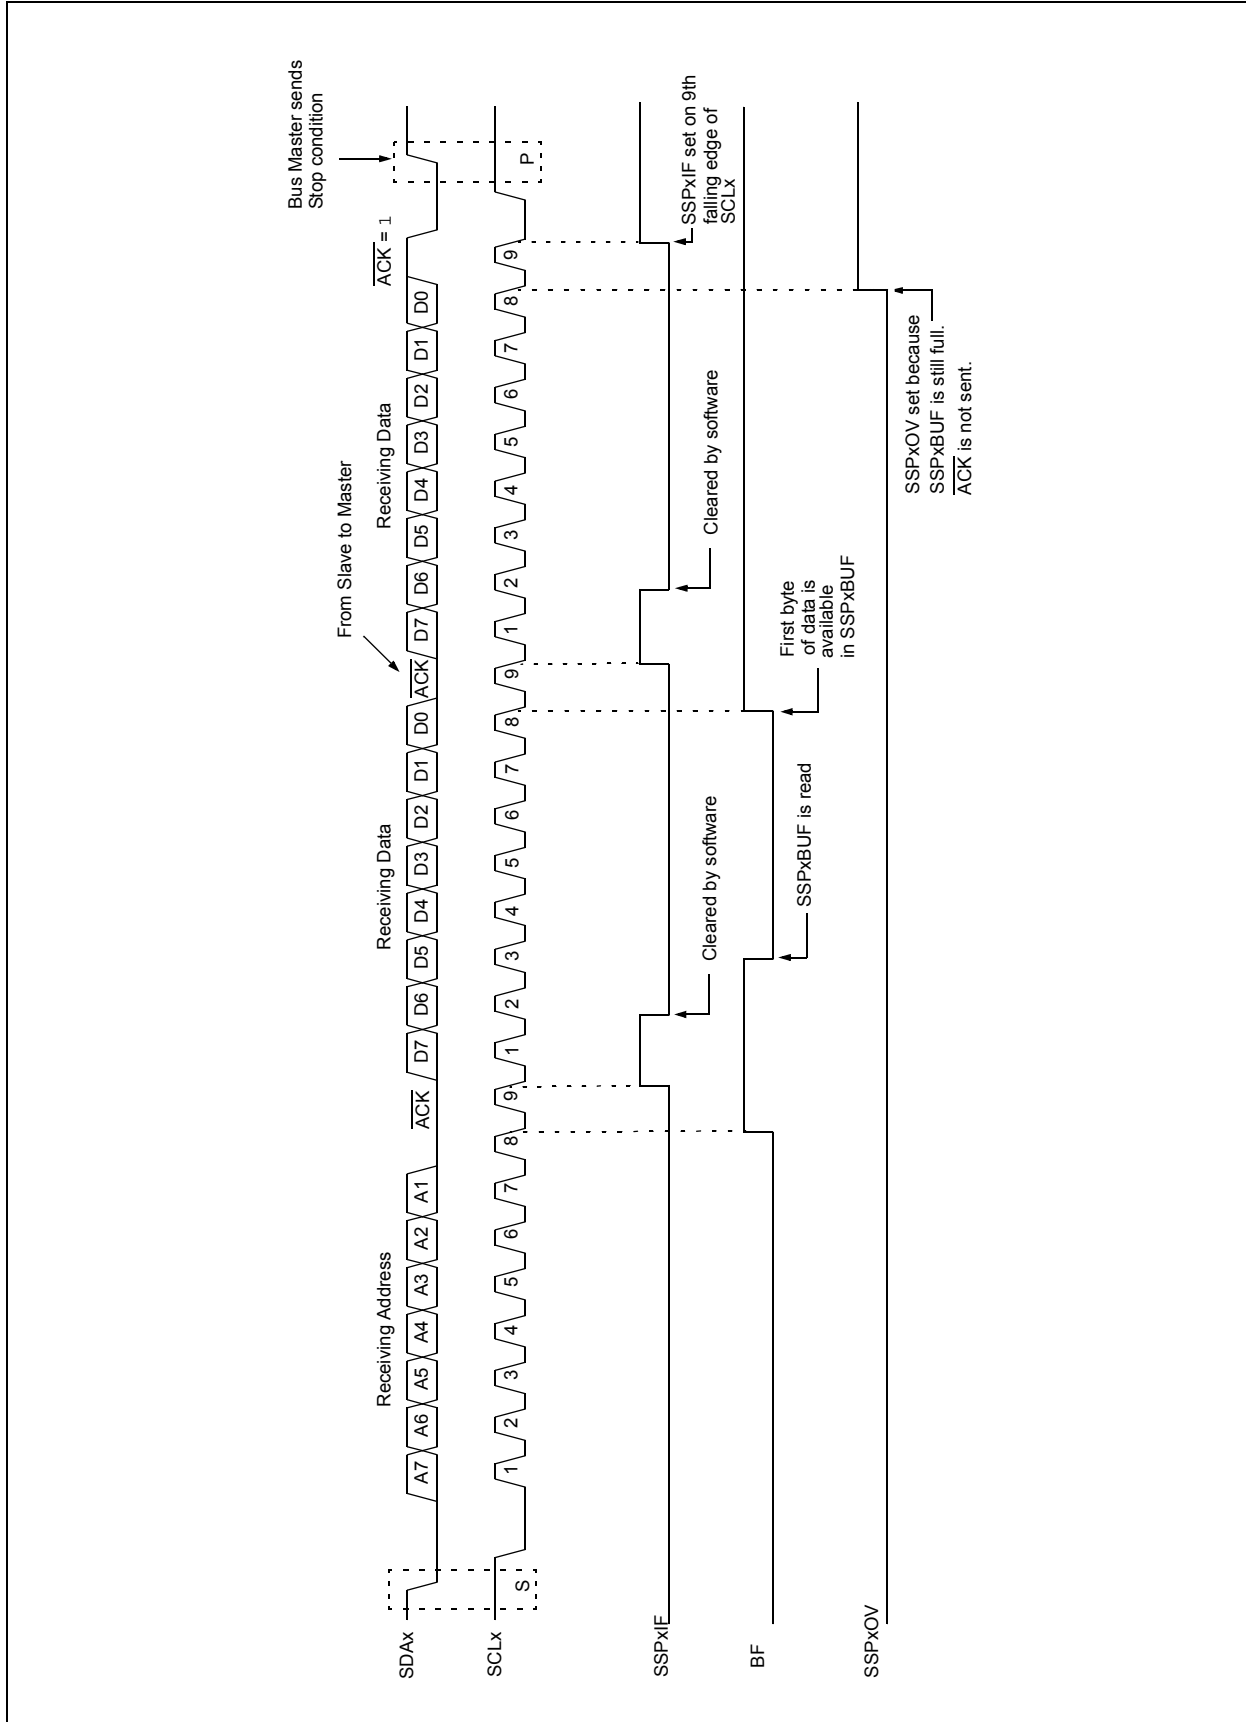 Bus Master sends
Stop condition
From Slave to Master
Receiving Address
Receiving Data
Receiving Data
ACK = 1
SDAx
A7 A6 A5 A4 A3 A2 A1
ACK
D7 D6 D5 D4 D3 D2 D1 D0
ACK
D7 D6 D5 D4 D3 D2 D1 D0
SCLx
S
1 2 3 4 5 6 7 8 9
1 2 3 4 5 6 7 8 9
1 2 3 4 5 6 7 8 9
P
SSPxIF
Cleared by software
Cleared by software
SSPxIF set on 9th
falling edge of
SCLx
BF
SSPxBUF is read
First byte
of data is
available
in SSPxBUF
SSPxOV
SSPxOV set because
SSPxBUF is still full.
ACK is not sent.